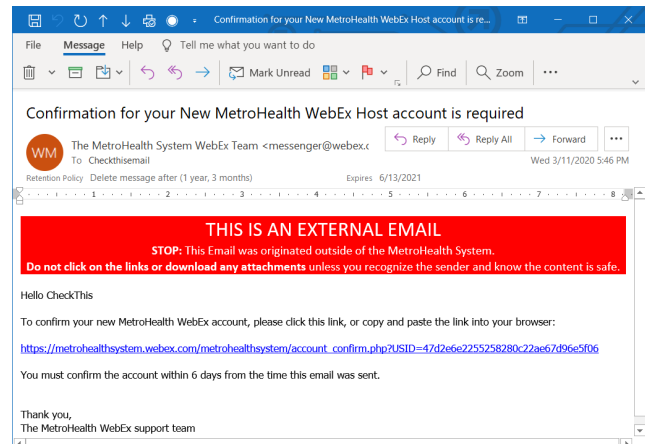 Confirmation for your New MetroHealth WebEx Host account is re...
File Message Help Tell me what you want to do
Mark Unread Find Zoom
Confirmation for your New MetroHealth WebEx Host account is required
WM
The MetroHealth System WebEx Team <messenger@webex.c
Reply Reply All Forward
To Checkthisemail
Wed 3/11/2020 5:46 PM
Retention Policy Delete message after (1 year, 3 months) Expires 6/13/2021
1 2 3 4 5 6 7 8
THIS IS AN EXTERNAL EMAIL
STOP: This Email was originated outside of the MetroHealth System.
Do not click on the links or download any attachments unless you recognize the sender and know the content is safe.
Hello CheckThis
To confirm your new MetroHealth WebEx account, please click this link, or copy and paste the link into your browser:
https://metrohealthsystem.webex.com/metrohealthsystem/account_confirm.php?USID=47d2e6e2255258280c22ae67d96e5f06
You must confirm the account within 6 days from the time this email was sent.
Thank you,
The MetroHealth WebEx support team